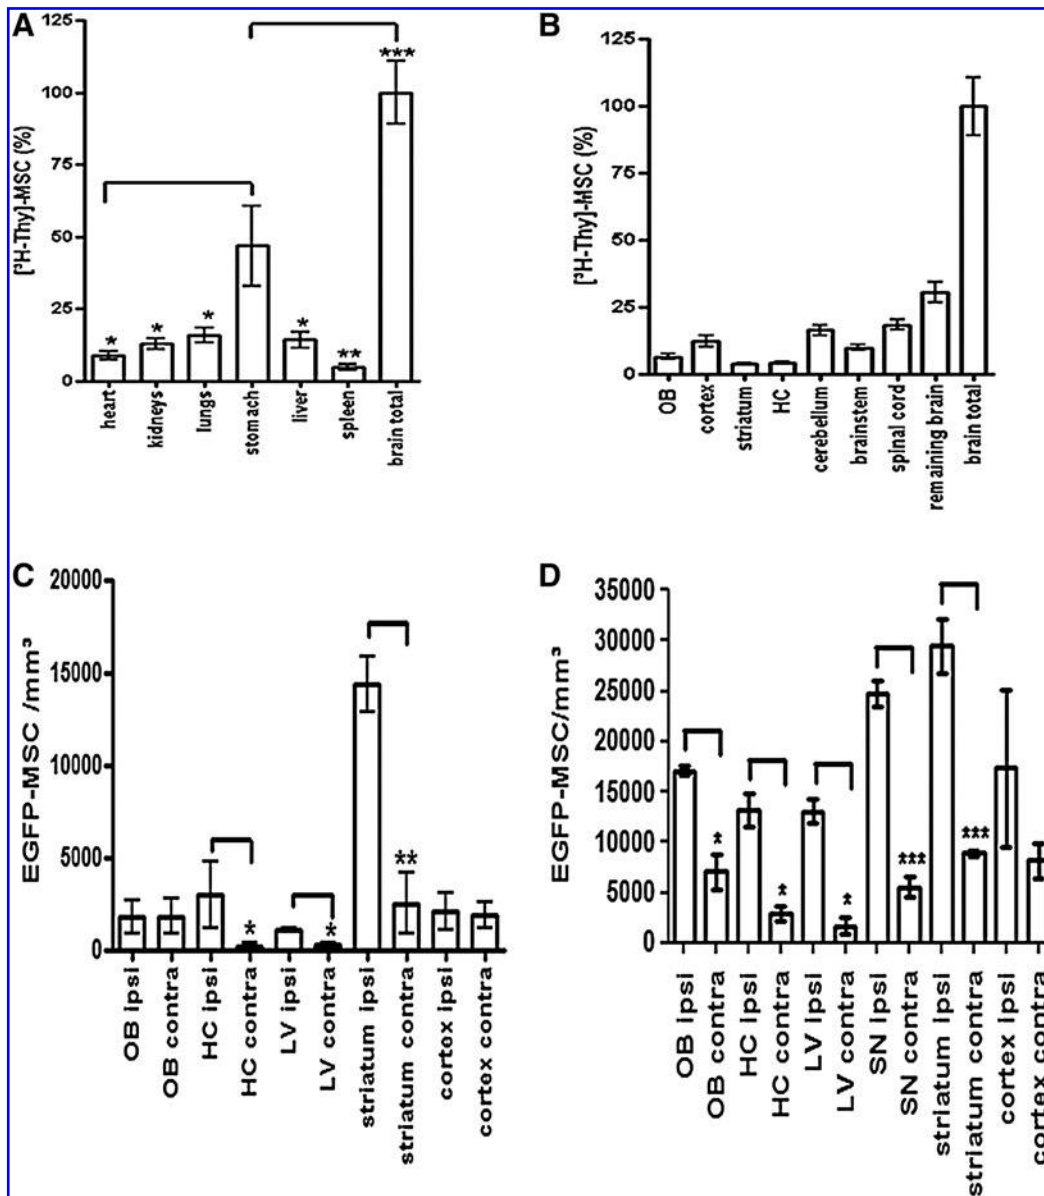 A
[³H-Thy]-MSC (%)
125
100
75
50
25
0
***
*
*
*
*
**
heart
kidneys
lungs
stomach
liver
spleen
brain total
B
[³H-Thy]-MSC (%)
125
100
75
50
25
0
OB
cortex
striatum
HC
cerebellum
brainstem
spinal cord
remaining brain
brain total
C
EGFP-MSC /mm³
20000
15000
10000
5000
0
*
*
**
OB ipsi
OB contra
HC ipsi
HC contra
LV ipsi
LV contra
striatum ipsi
striatum contra
cortex ipsi
cortex contra
D
EGFP-MSC/mm³
35000
30000
25000
20000
15000
10000
5000
0
*
*
*
***
***
OB ipsi
OB contra
HC ipsi
HC contra
LV ipsi
LV contra
SN ipsi
SN contra
striatum ipsi
striatum contra
cortex ipsi
cortex contra